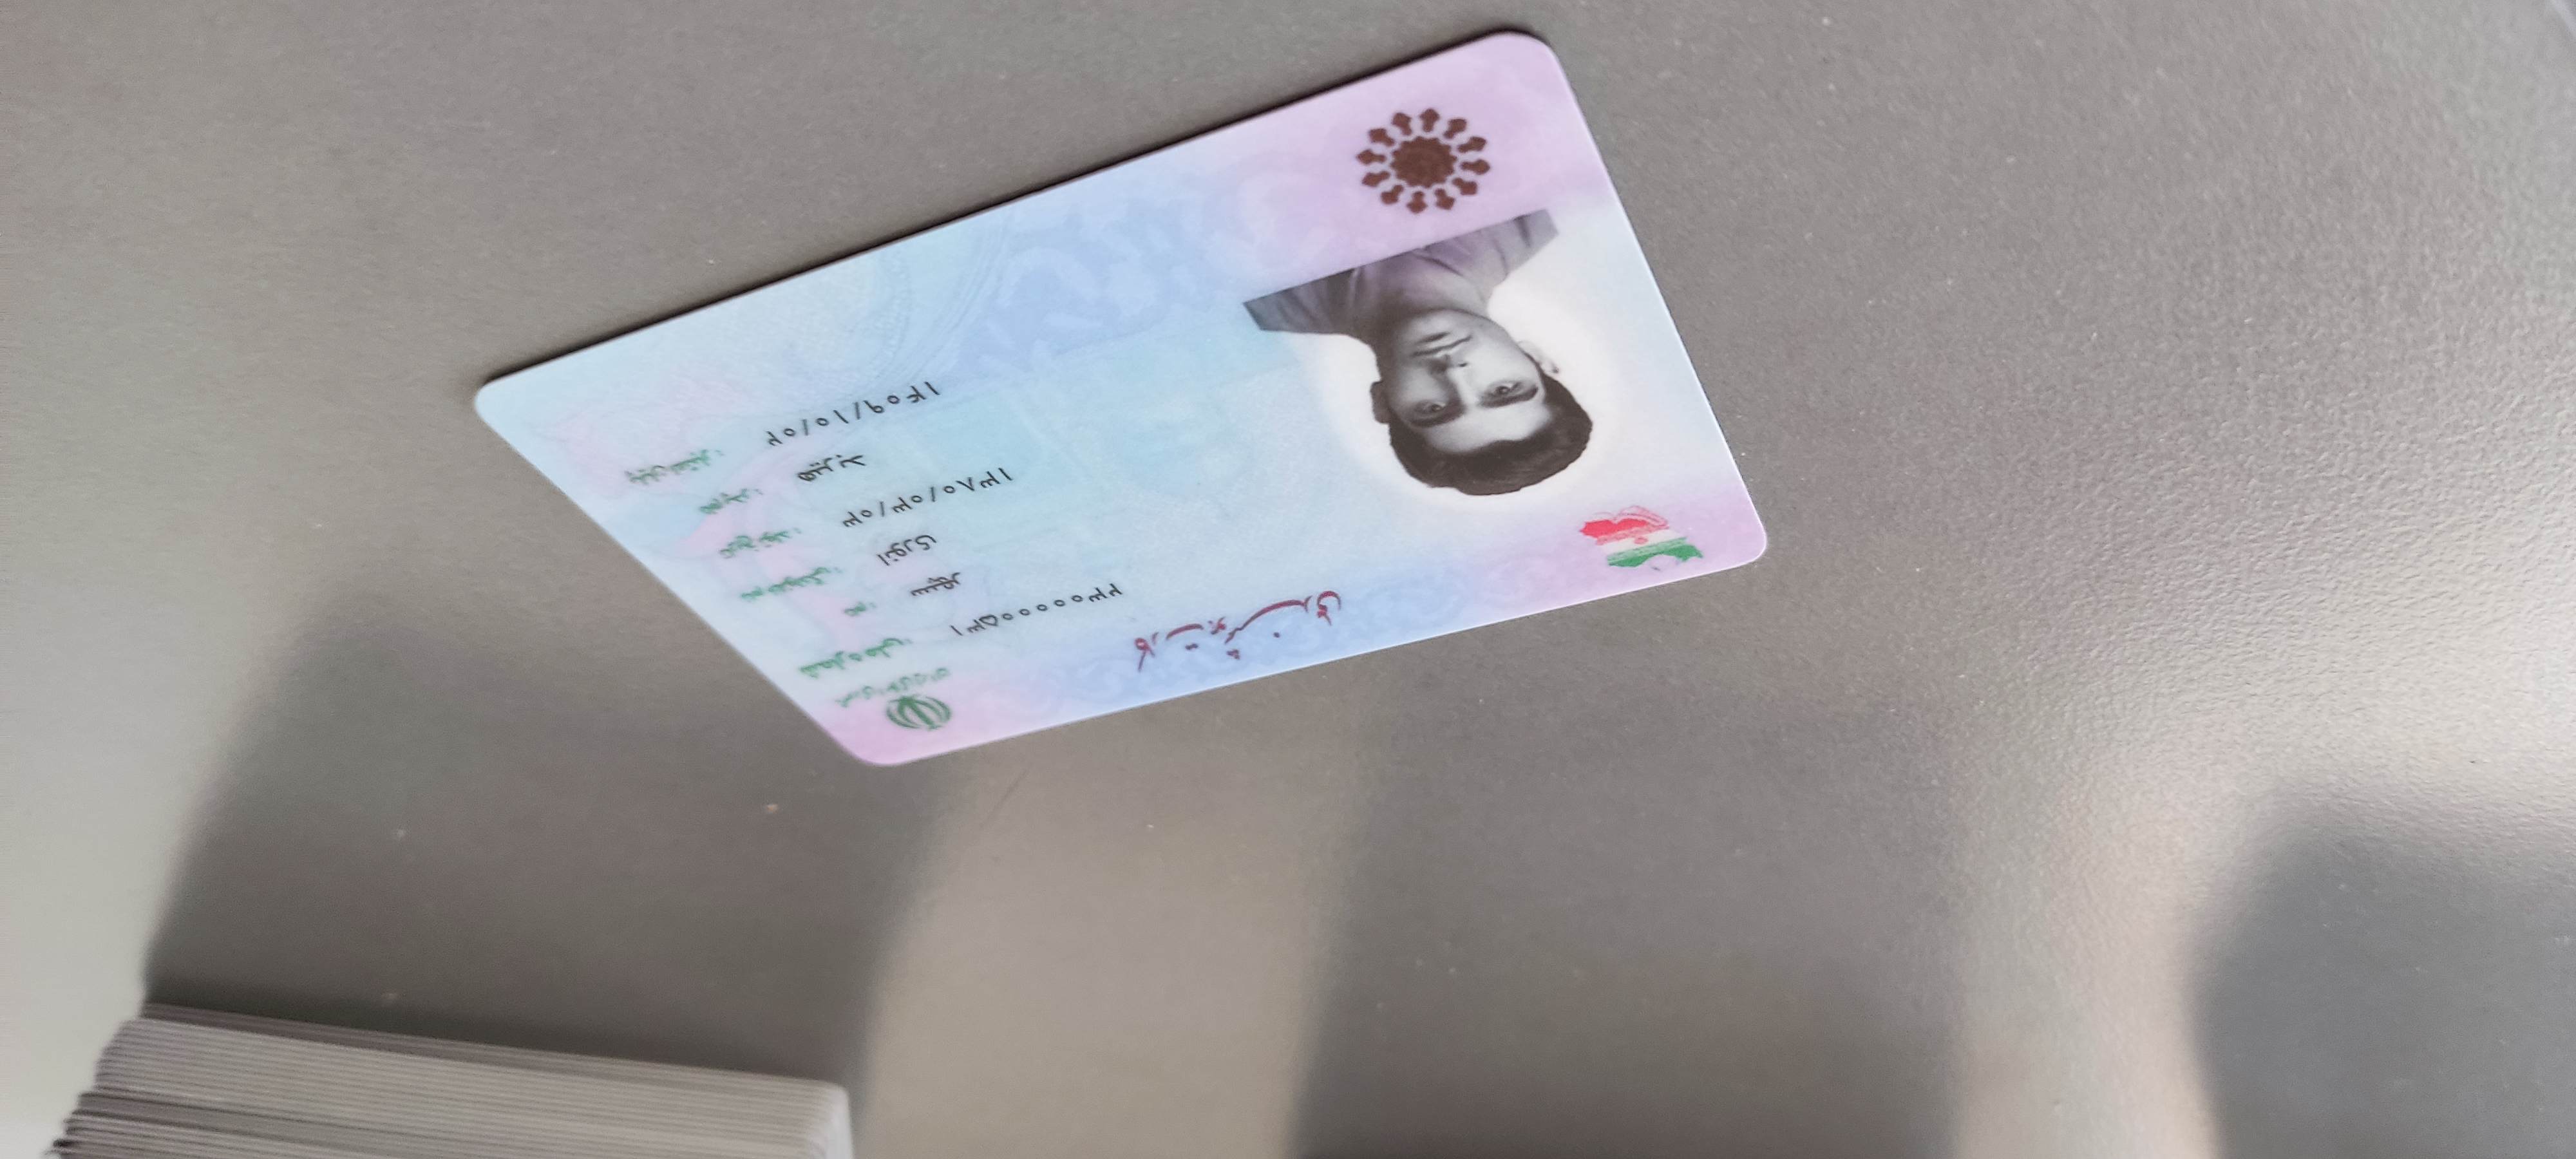 جمهوری اسلامی ایران
کارت هوشمند ملی
شماره ملی: ۲۳۰۰۰۰۰۵۳۱
نام: سپهر
نام خانوادگی: انوری
تاریخ تولد: ۱۳۸۰/۰۳/۰۳
نام پدر: هیربد
پایان اعتبار: ۱۴۰۹/۱۰/۰۲